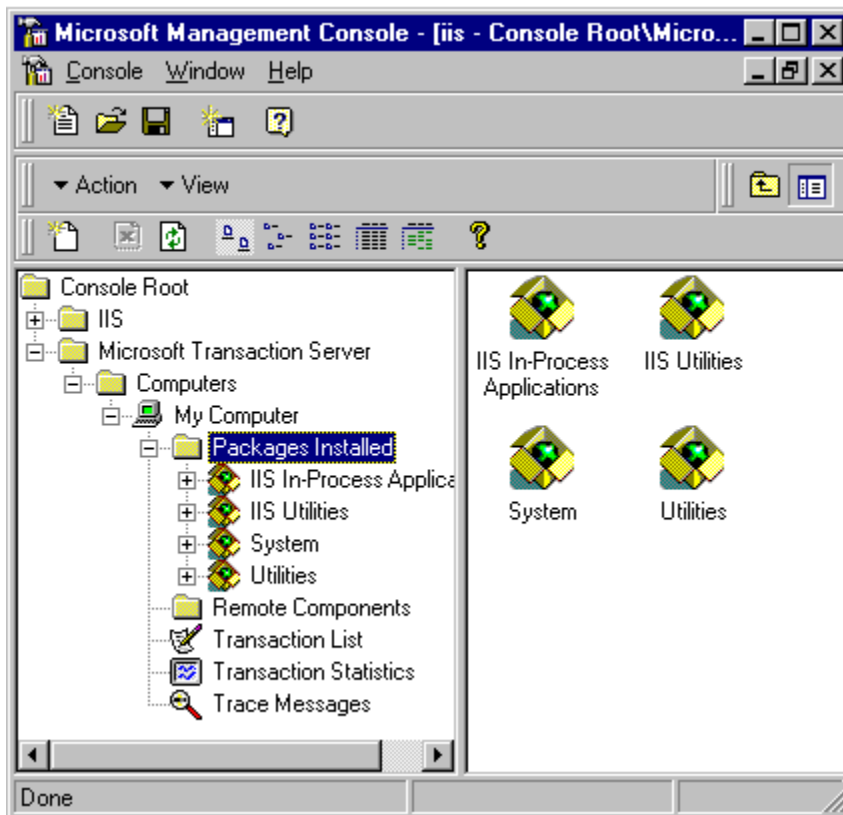 Microsoft Management Console - [iis - Console Root\Micro...
Console Window Help
Action View
Console Root
IIS
Microsoft Transaction Server
Computers
My Computer
Packages Installed
IIS In-Process Applica
IIS Utilities
System
Utilities
Remote Components
Transaction List
Transaction Statistics
Trace Messages
IIS In-Process
Applications
IIS Utilities
System
Utilities
Done